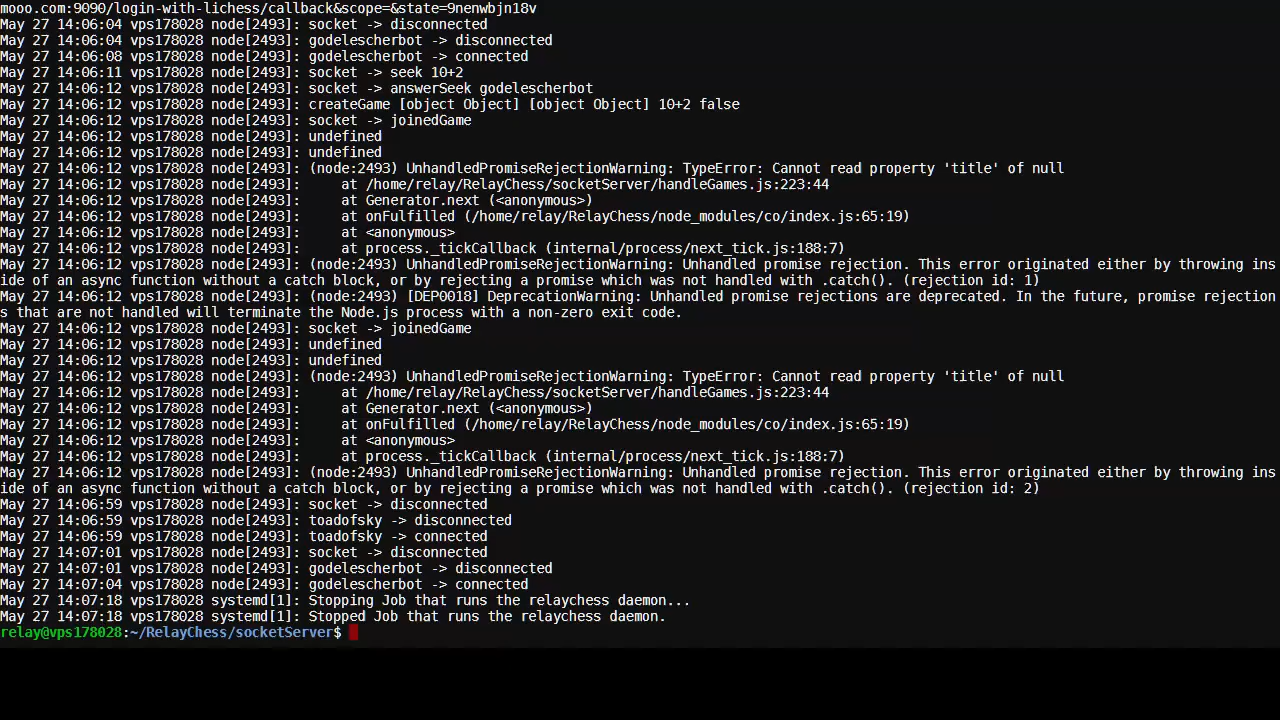 mooo.com:9090/login-with-lichess/callback&scope=&state=9nenwbjn18v
May 27 14:06:04 vps178028 node[2493]: socket -> disconnected
May 27 14:06:04 vps178028 node[2493]: godelescherbot -> disconnected
May 27 14:06:08 vps178028 node[2493]: godelescherbot -> connected
May 27 14:06:11 vps178028 node[2493]: socket -> seek 10+2
May 27 14:06:12 vps178028 node[2493]: socket -> answerSeek godelescherbot
May 27 14:06:12 vps178028 node[2493]: createGame [object Object] [object Object] 10+2 false
May 27 14:06:12 vps178028 node[2493]: socket -> joinedGame
May 27 14:06:12 vps178028 node[2493]: undefined
May 27 14:06:12 vps178028 node[2493]: undefined
May 27 14:06:12 vps178028 node[2493]: (node:2493) UnhandledPromiseRejectionWarning: TypeError: Cannot read property 'title' of null
May 27 14:06:12 vps178028 node[2493]:     at /home/relay/RelayChess/socketServer/handleGames.js:223:44
May 27 14:06:12 vps178028 node[2493]:     at Generator.next (<anonymous>)
May 27 14:06:12 vps178028 node[2493]:     at onFulfilled (/home/relay/RelayChess/node_modules/co/index.js:65:19)
May 27 14:06:12 vps178028 node[2493]:     at <anonymous>
May 27 14:06:12 vps178028 node[2493]:     at process._tickCallback (internal/process/next_tick.js:188:7)
May 27 14:06:12 vps178028 node[2493]: (node:2493) UnhandledPromiseRejectionWarning: Unhandled promise rejection. This error originated either by throwing ins
ide of an async function without a catch block, or by rejecting a promise which was not handled with .catch(). (rejection id: 1)
May 27 14:06:12 vps178028 node[2493]: (node:2493) [DEP0018] DeprecationWarning: Unhandled promise rejections are deprecated. In the future, promise rejection
s that are not handled will terminate the Node.js process with a non-zero exit code.
May 27 14:06:12 vps178028 node[2493]: socket -> joinedGame
May 27 14:06:12 vps178028 node[2493]: undefined
May 27 14:06:12 vps178028 node[2493]: undefined
May 27 14:06:12 vps178028 node[2493]: (node:2493) UnhandledPromiseRejectionWarning: TypeError: Cannot read property 'title' of null
May 27 14:06:12 vps178028 node[2493]:     at /home/relay/RelayChess/socketServer/handleGames.js:223:44
May 27 14:06:12 vps178028 node[2493]:     at Generator.next (<anonymous>)
May 27 14:06:12 vps178028 node[2493]:     at onFulfilled (/home/relay/RelayChess/node_modules/co/index.js:65:19)
May 27 14:06:12 vps178028 node[2493]:     at <anonymous>
May 27 14:06:12 vps178028 node[2493]:     at process._tickCallback (internal/process/next_tick.js:188:7)
May 27 14:06:12 vps178028 node[2493]: (node:2493) UnhandledPromiseRejectionWarning: Unhandled promise rejection. This error originated either by throwing ins
ide of an async function without a catch block, or by rejecting a promise which was not handled with .catch(). (rejection id: 2)
May 27 14:06:59 vps178028 node[2493]: socket -> disconnected
May 27 14:06:59 vps178028 node[2493]: toadofsky -> disconnected
May 27 14:06:59 vps178028 node[2493]: toadofsky -> connected
May 27 14:07:01 vps178028 node[2493]: socket -> disconnected
May 27 14:07:01 vps178028 node[2493]: godelescherbot -> disconnected
May 27 14:07:04 vps178028 node[2493]: godelescherbot -> connected
May 27 14:07:18 vps178028 systemd[1]: Stopping Job that runs the relaychess daemon...
May 27 14:07:18 vps178028 systemd[1]: Stopped Job that runs the relaychess daemon.
relay@vps178028:~/RelayChess/socketServer$